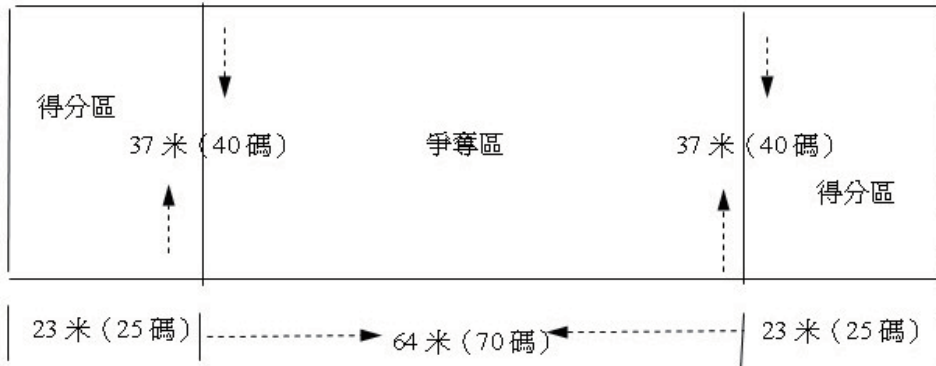 得分區
37 米（40 碼）
爭奪區
37 米（40 碼）
得分區
23 米（25 碼）
64 米（70 碼）
23 米（25 碼）